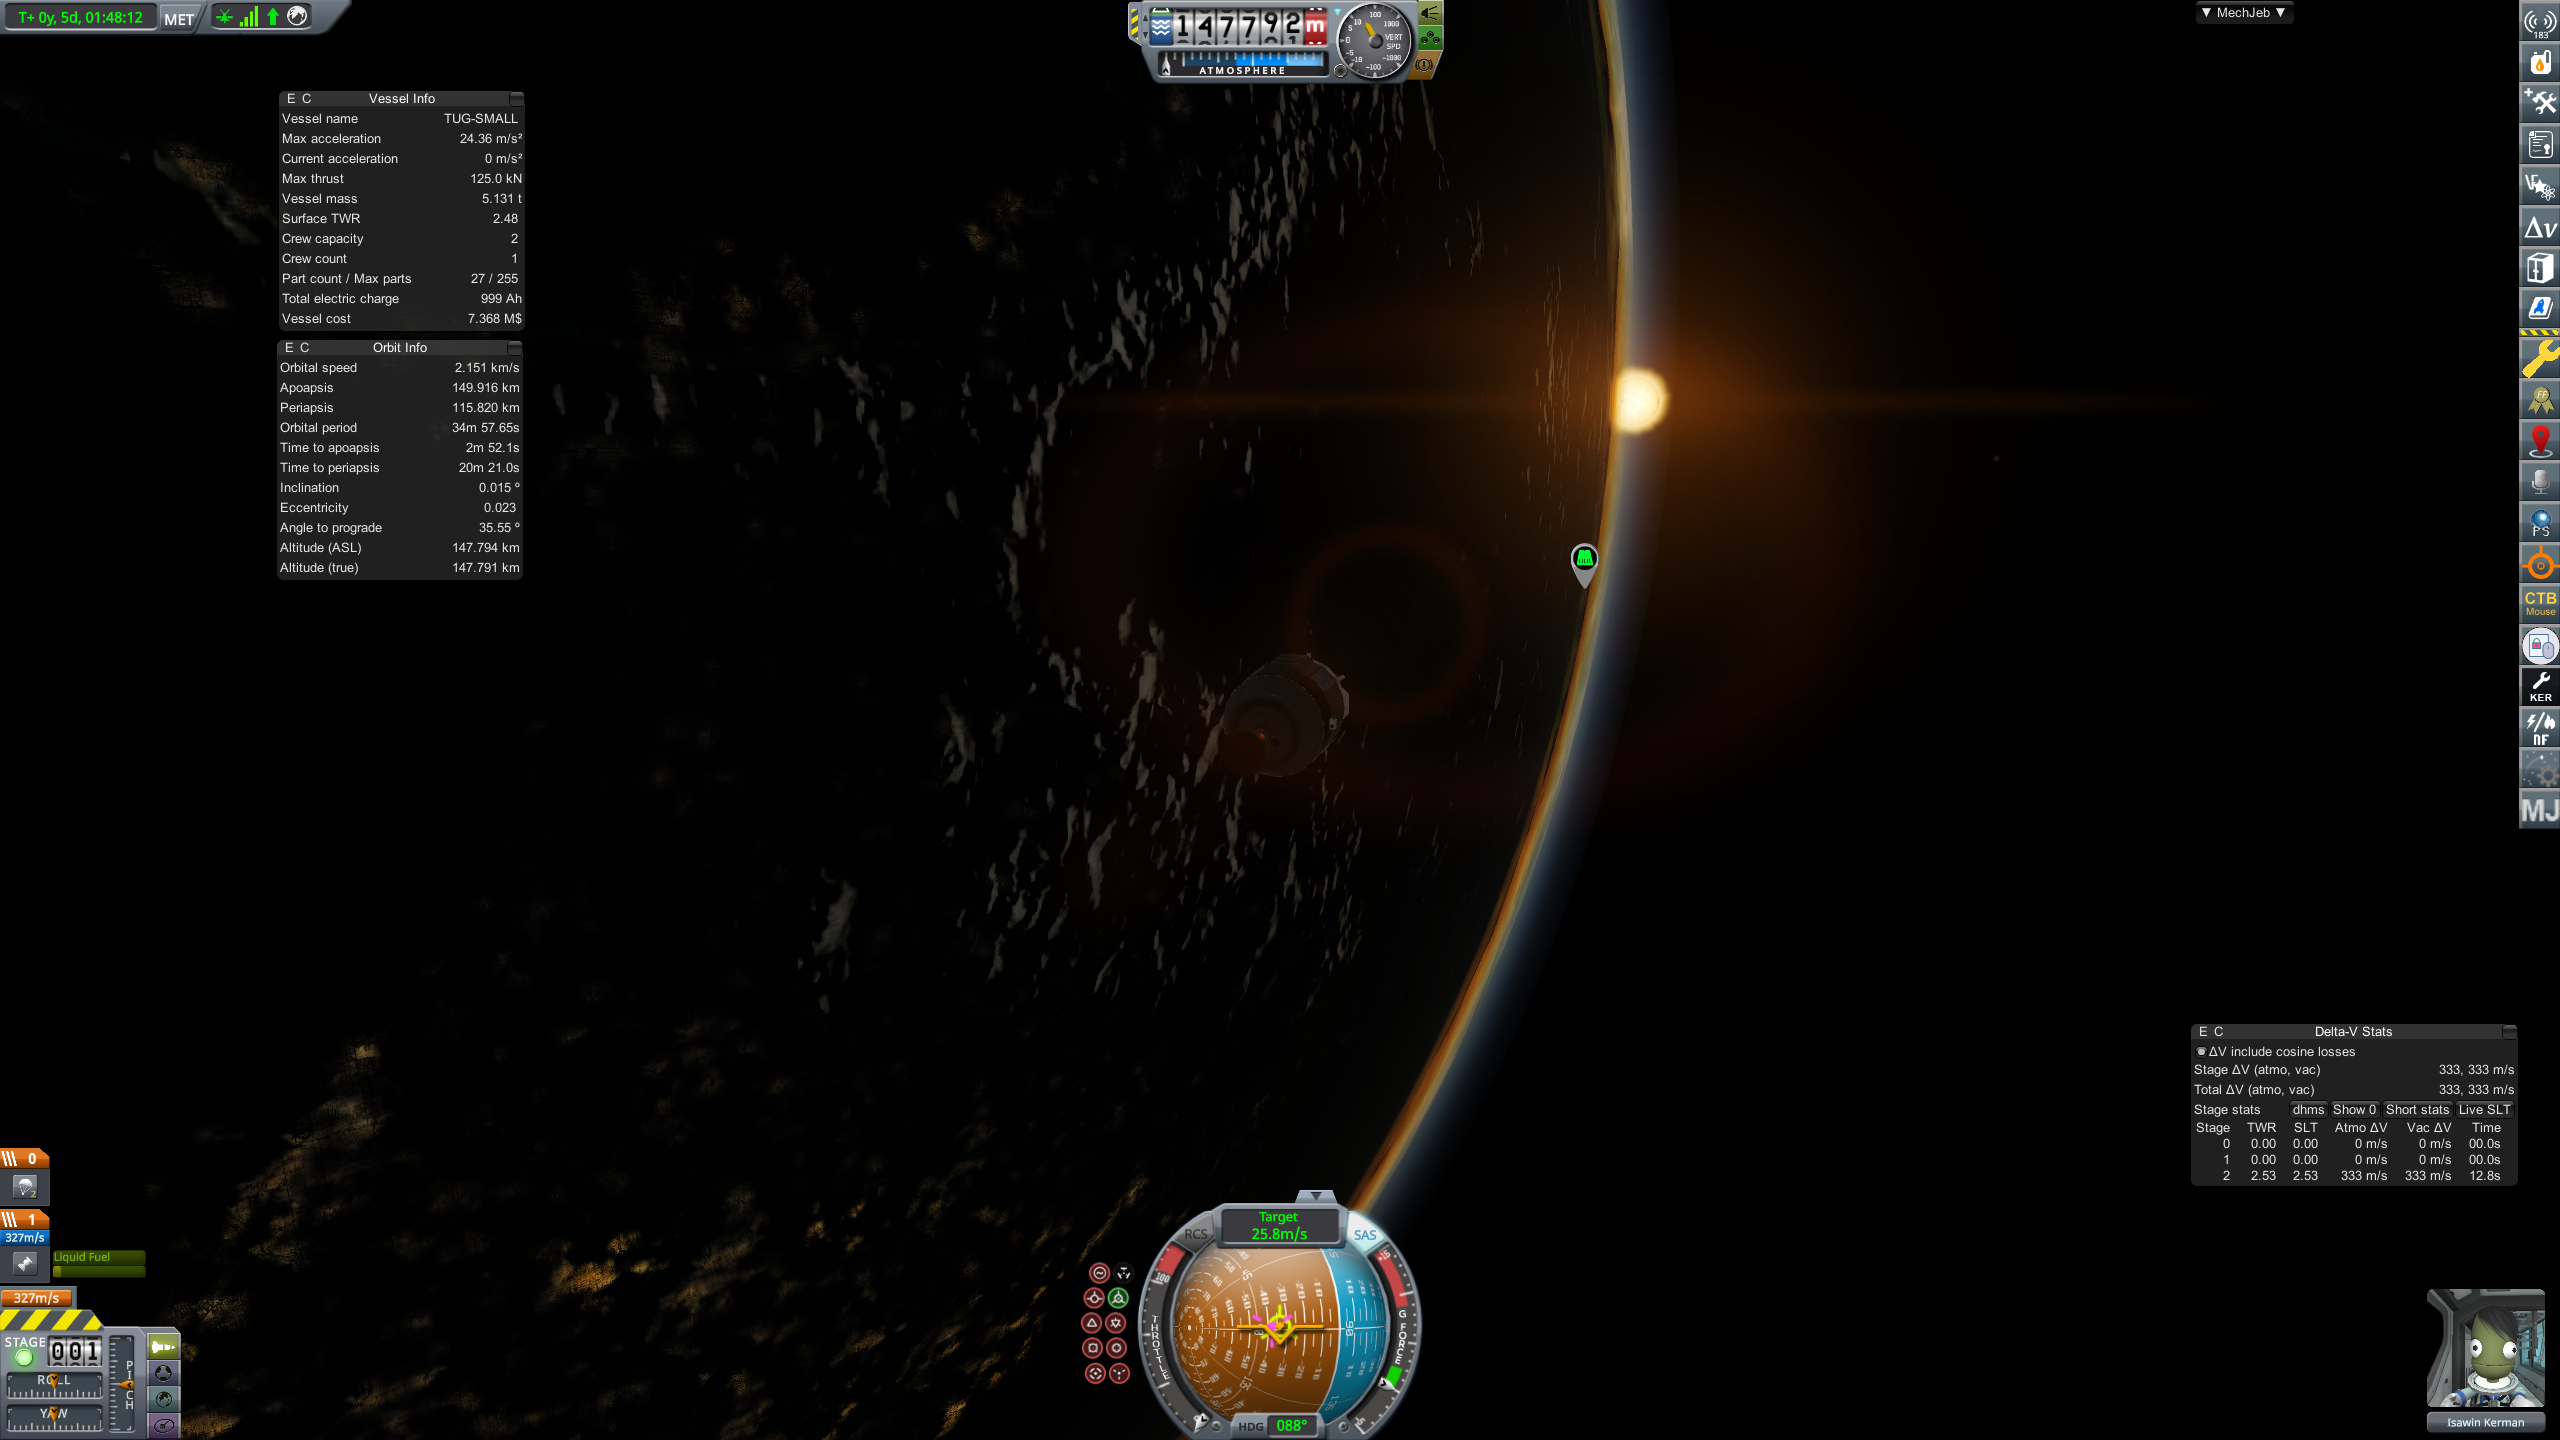 T+ 0y, 5d, 01:48:12
MET
147792 m
ATMOSPHERE
VERT SPD
▼ MechJeb ▼
E C Vessel Info
Vessel name TUG-SMALL
Max acceleration 24.36 m/s²
Current acceleration 0 m/s²
Max thrust 125.0 kN
Vessel mass 5.131 t
Surface TWR 2.48
Crew capacity 2
Crew count 1
Part count / Max parts 27 / 255
Total electric charge 999 Ah
Vessel cost 7.368 M$
E C Orbit Info
Orbital speed 2.151 km/s
Apoapsis 149.916 km
Periapsis 115.820 km
Orbital period 34m 57.65s
Time to apoapsis 2m 52.1s
Time to periapsis 20m 21.0s
Inclination 0.015 º
Eccentricity 0.023
Angle to prograde 35.55 º
Altitude (ASL) 147.794 km
Altitude (true) 147.791 km
183
Δv
FF
PS
CTB
Mouse
KER
NF
MJ
E C Delta-V Stats
ΔV include cosine losses
Stage ΔV (atmo, vac) 333, 333 m/s
Total ΔV (atmo, vac) 333, 333 m/s
Stage stats dhms Show 0 Short stats Live SLT
Stage TWR SLT Atmo ΔV Vac ΔV Time
0 0.00 0.00 0 m/s 0 m/s 00.0s
1 0.00 0.00 0 m/s 0 m/s 00.0s
2 2.53 2.53 333 m/s 333 m/s 12.8s
0
2
1
327m/s
Liquid Fuel
327m/s
STAGE
001
ROLL
YAW
PITCH
Target
25.8m/s
RCS
SAS
THROTTLE
G FORCE
HDG 088°
Isawin Kerman